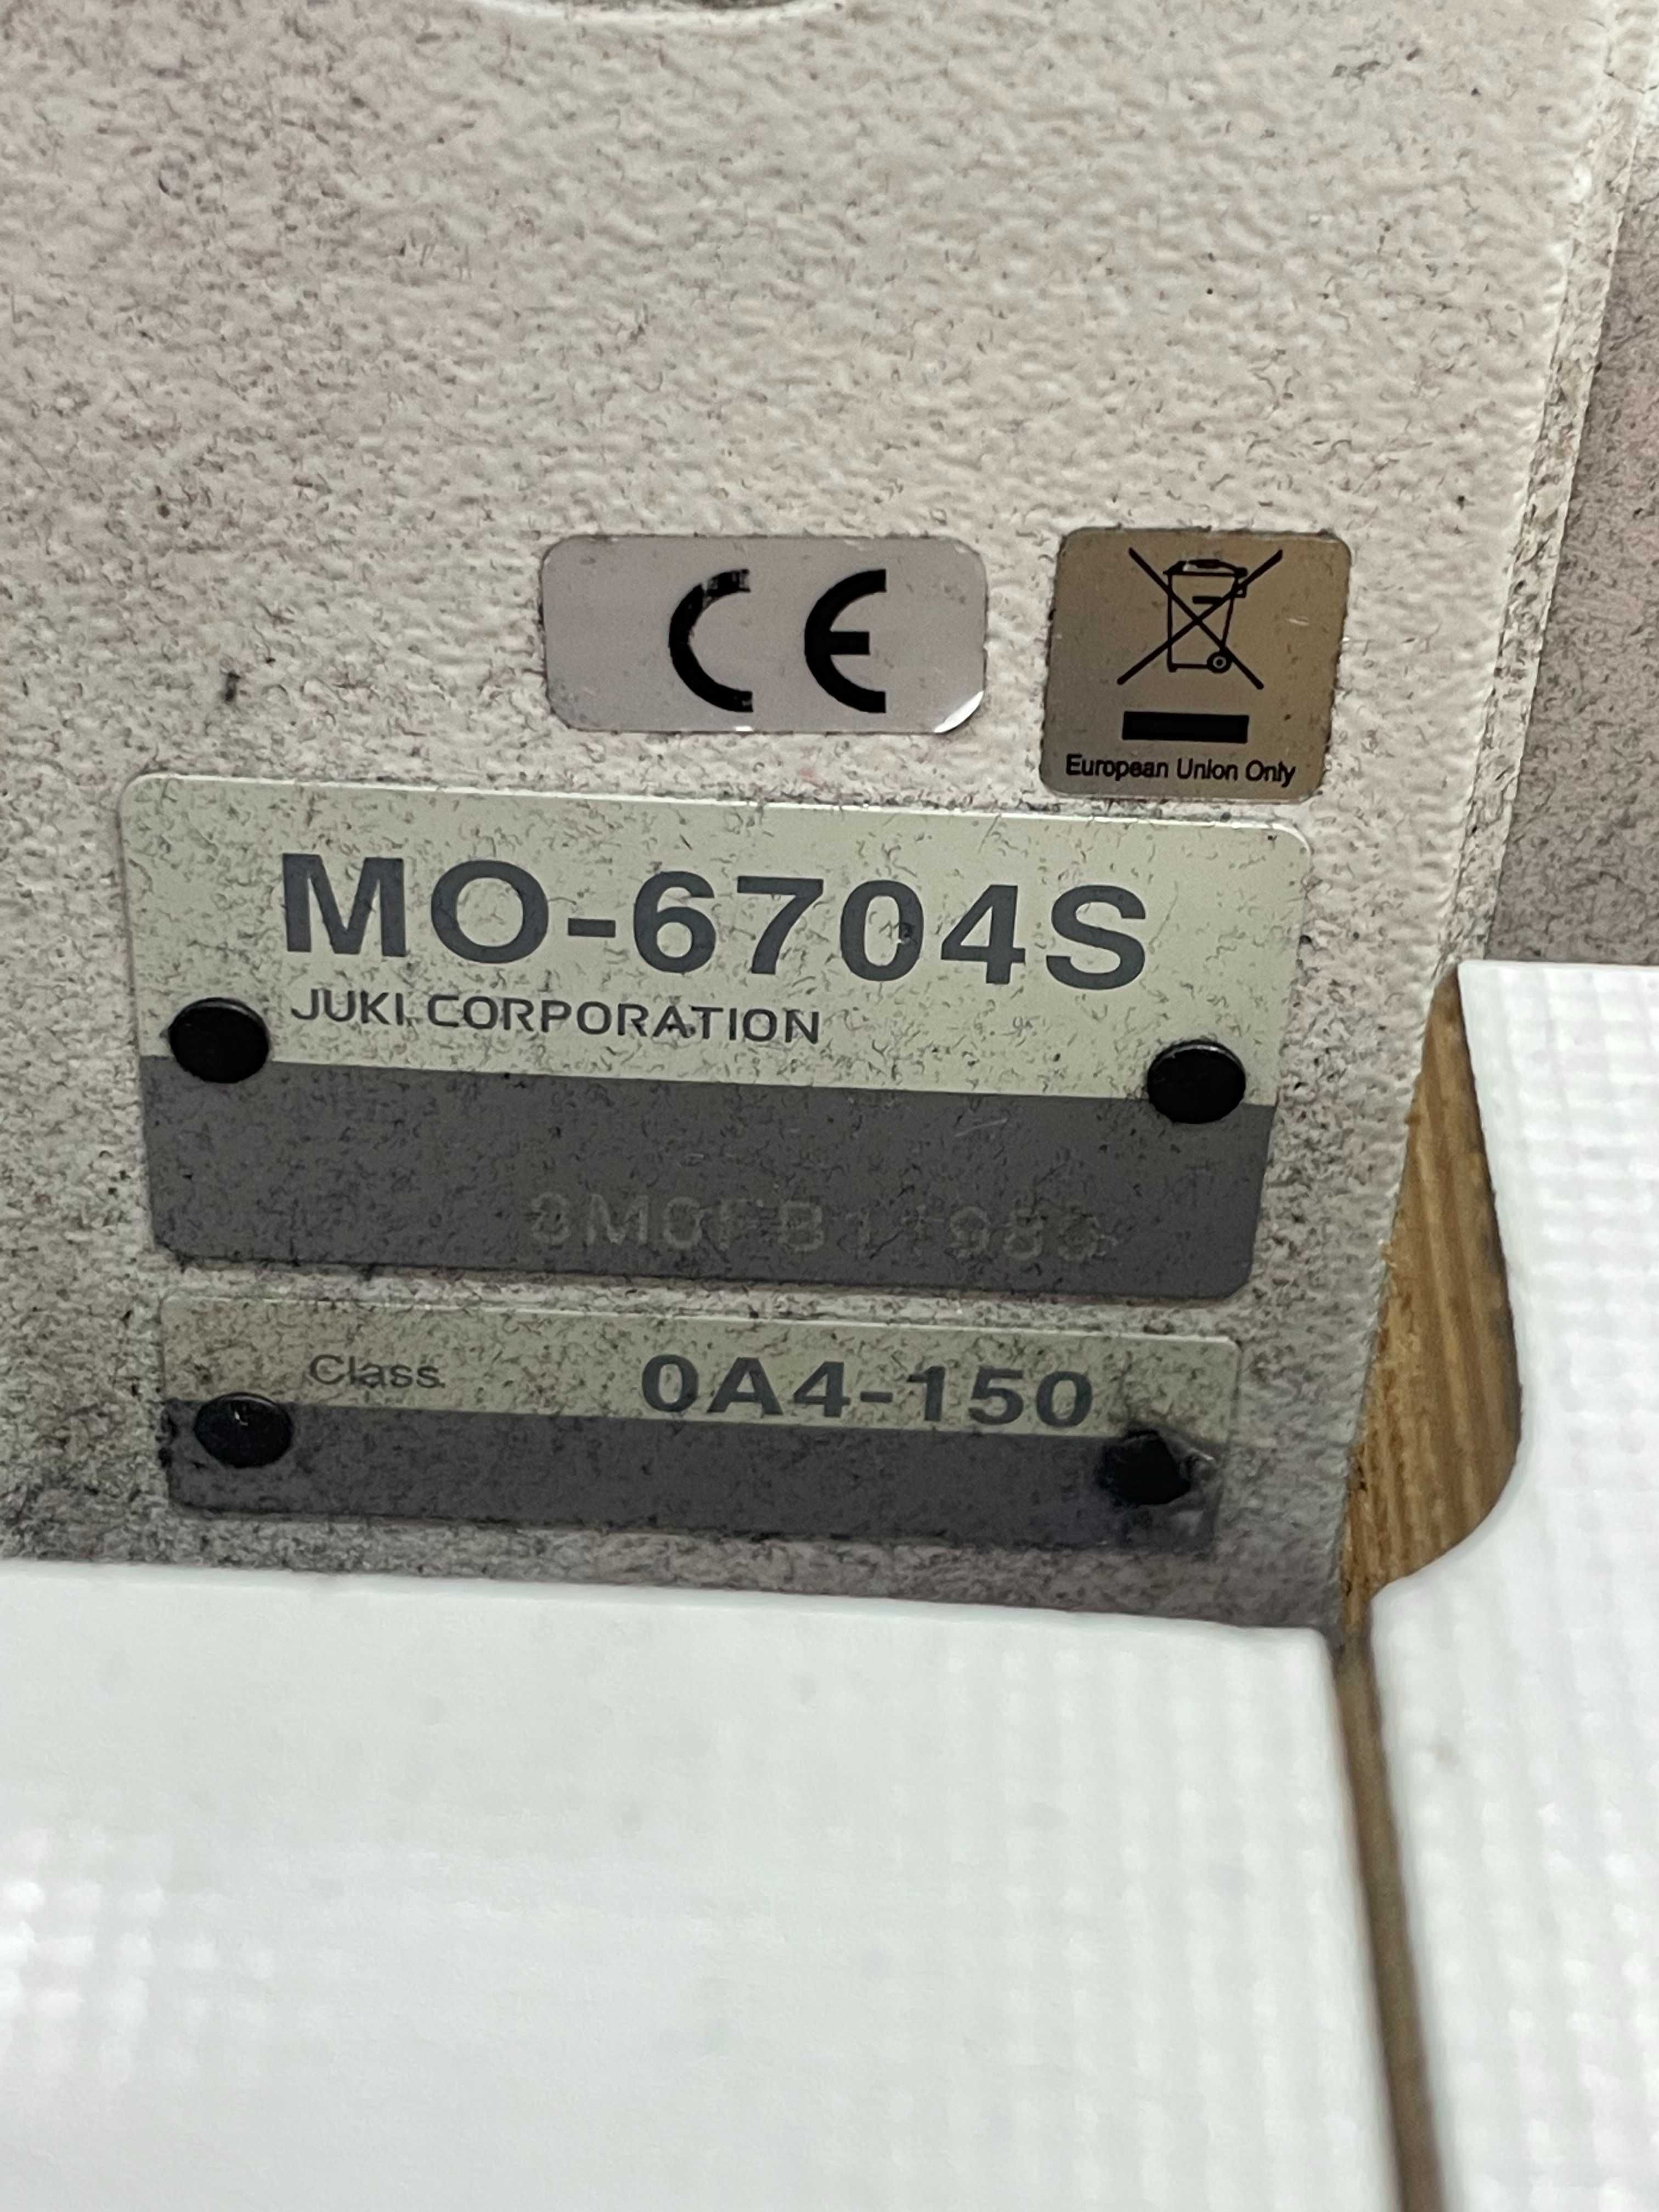 CE
European Union Only
MO-6704S
JUKI CORPORATION
Class
0A4-150